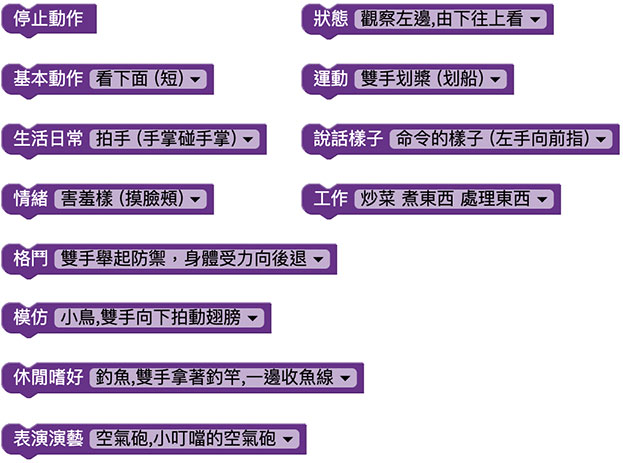 停止動作
狀態 觀察左邊,由下往上看
基本動作 看下面 (短)
運動 雙手划槳 (划船)
生活日常 拍手 (手掌碰手掌)
說話樣子 命令的樣子 (左手向前指)
情緒 害羞樣 (摸臉頰)
工作 炒菜 煮東西 處理東西
格鬥 雙手舉起防禦，身體受力向後退
模仿 小鳥,雙手向下拍動翅膀
休閒嗜好 釣魚,雙手拿著釣竿,一邊收魚線
表演演藝 空氣砲,小叮噹的空氣砲